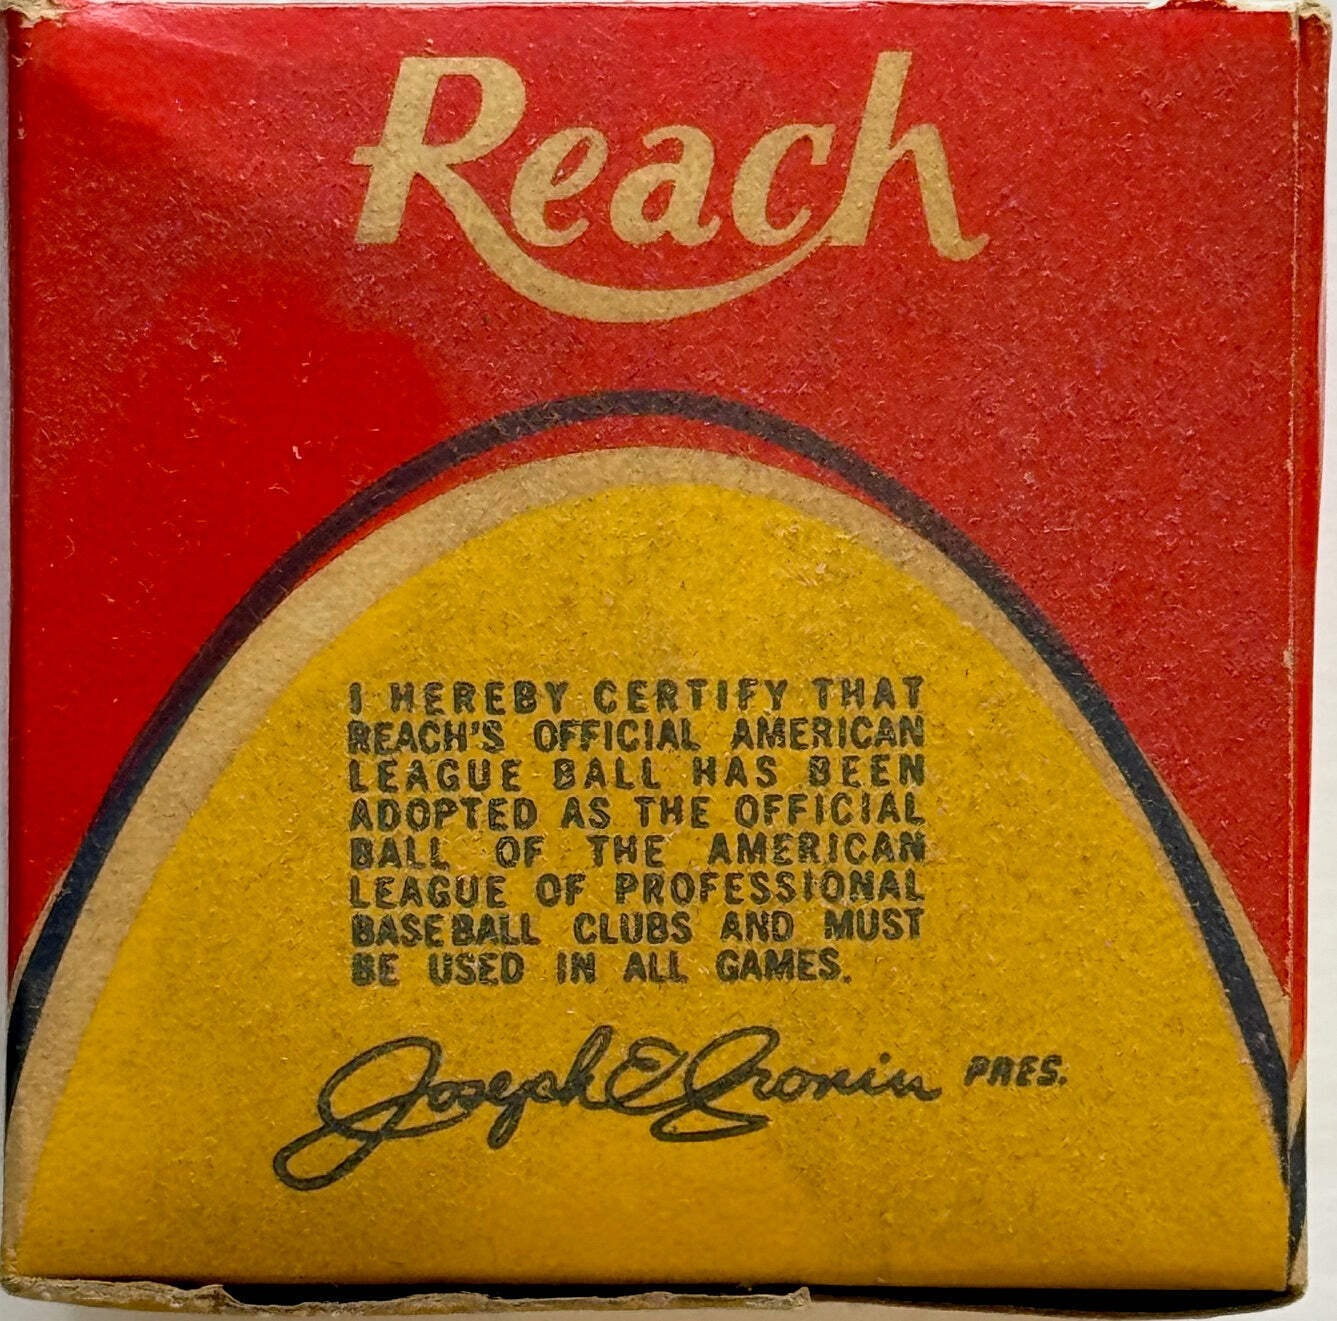 Reach
I HEREBY CERTIFY THAT
REACH'S OFFICIAL AMERICAN
LEAGUE BALL HAS BEEN
ADOPTED AS THE OFFICIAL
BALL OF THE AMERICAN
LEAGUE OF PROFESSIONAL
BASEBALL CLUBS AND MUST
BE USED IN ALL GAMES.
Joseph E Cronin PRES.